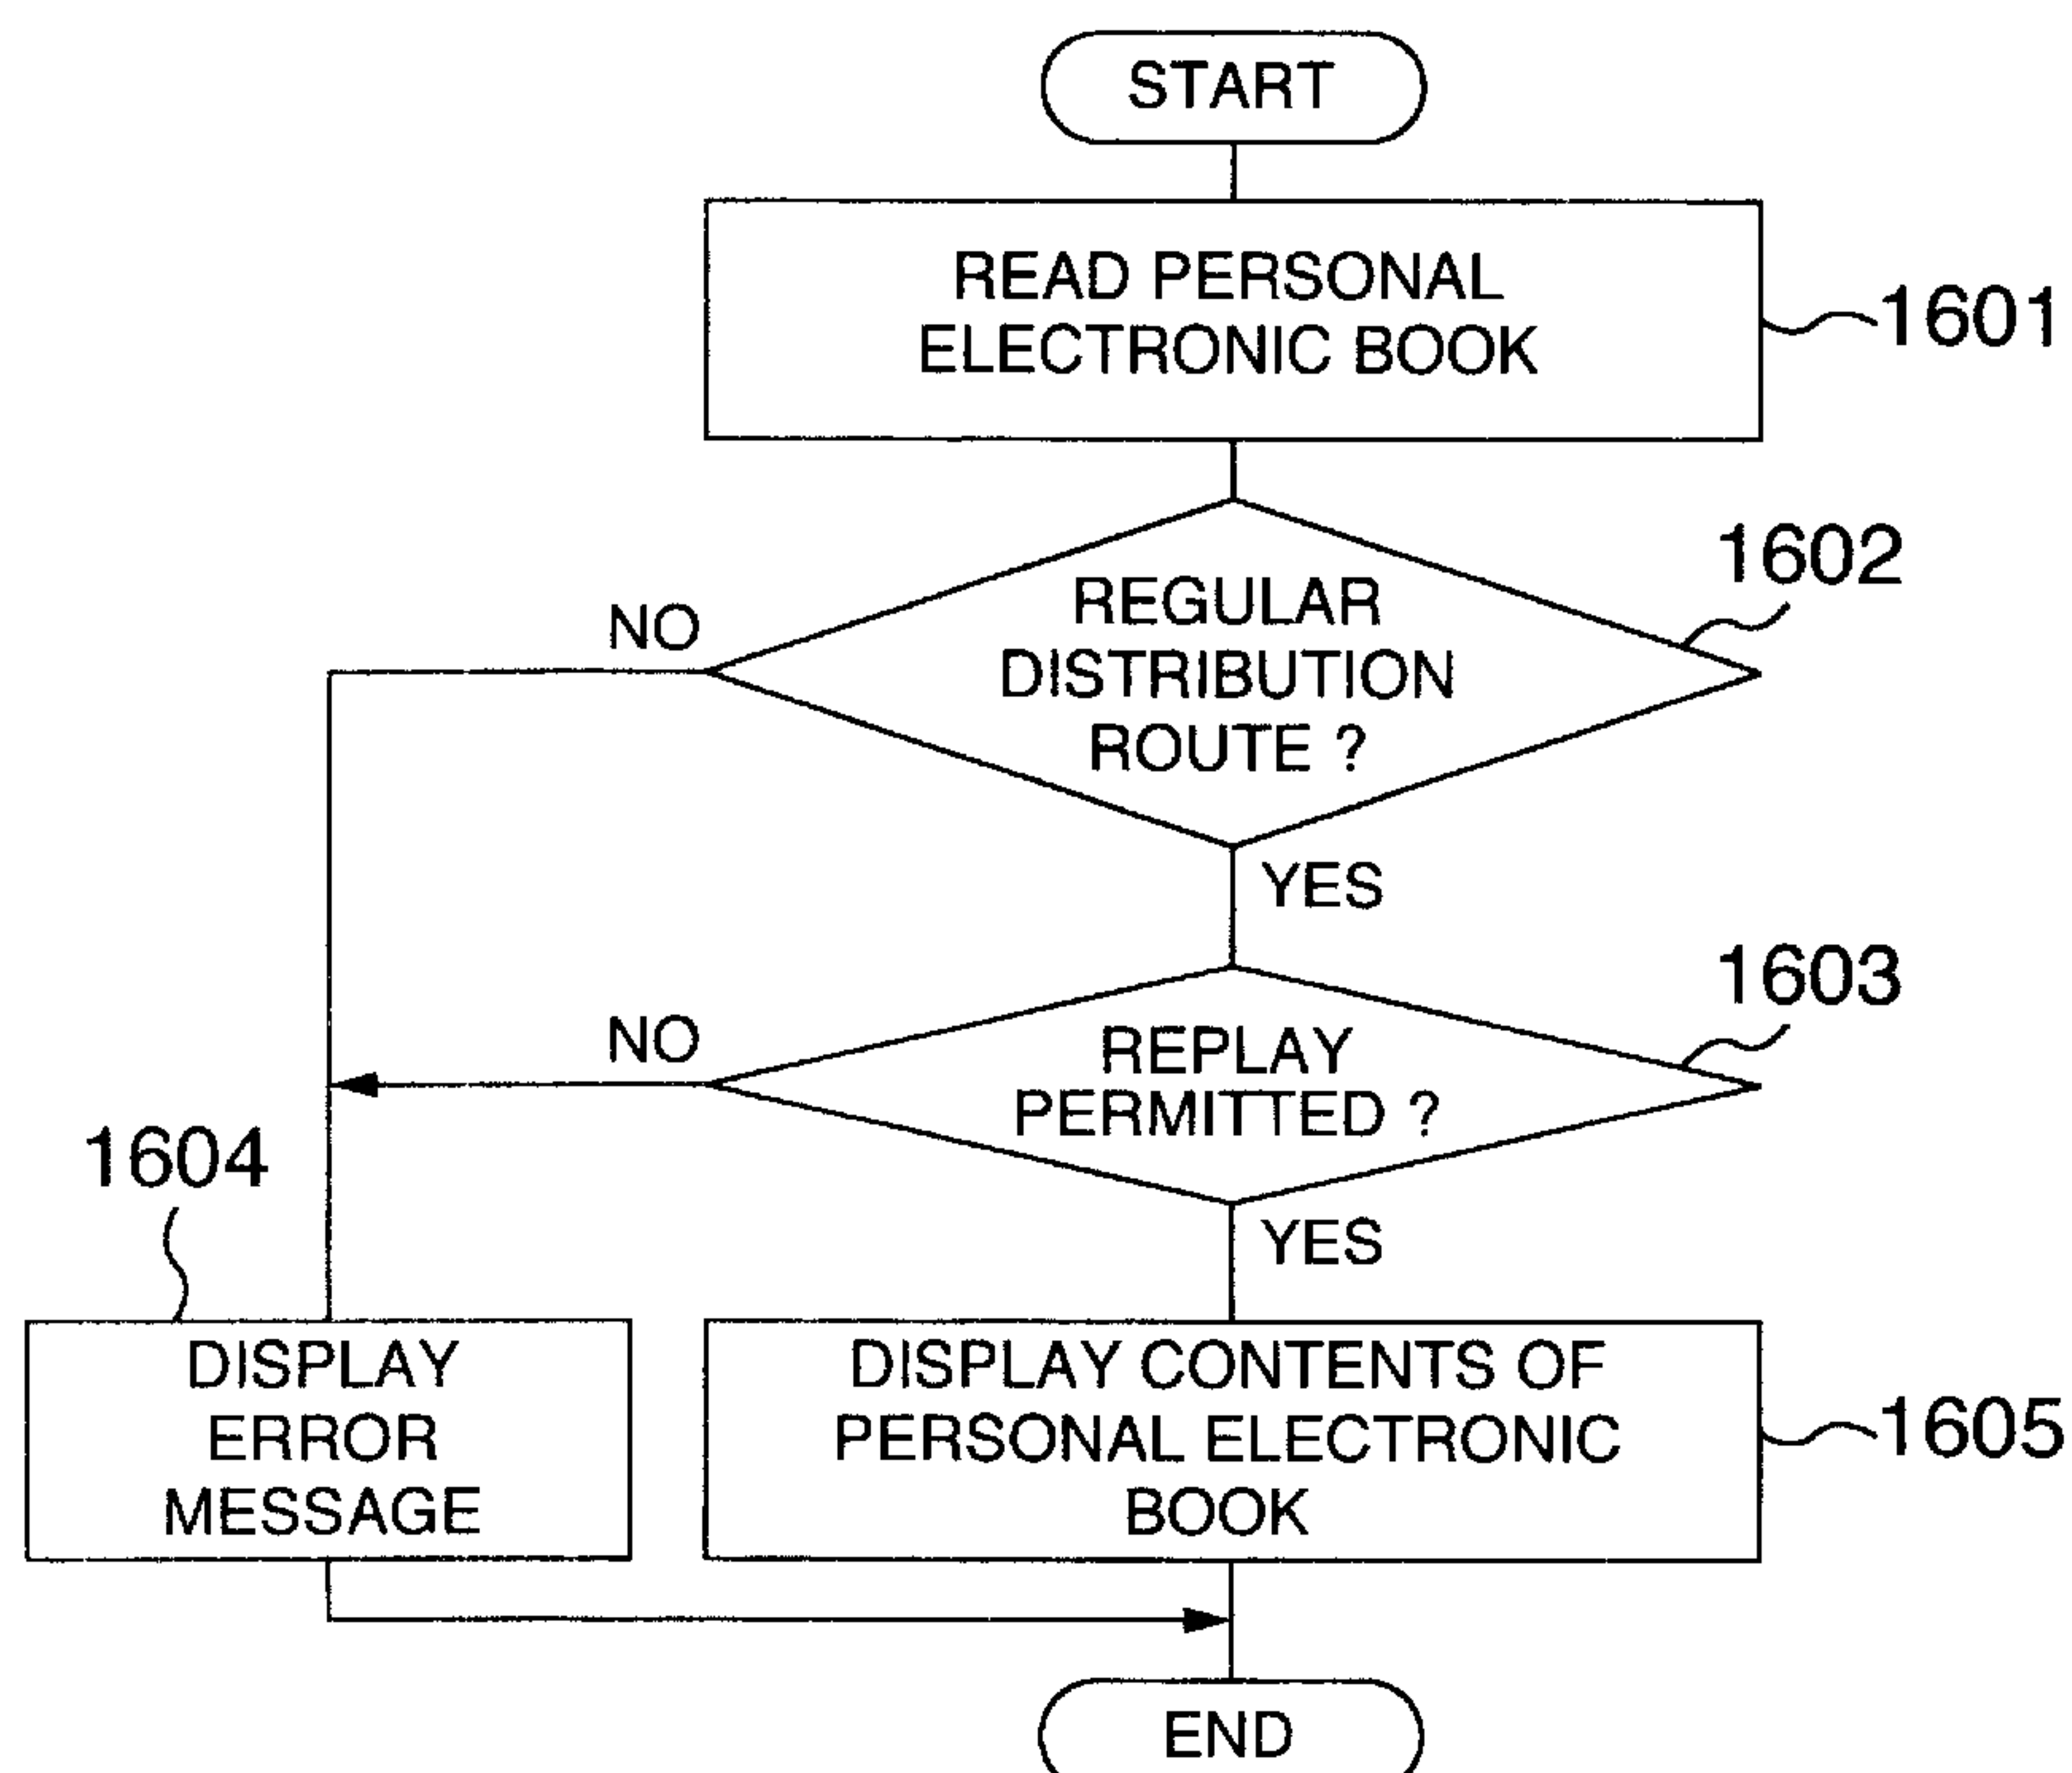 START
READ PERSONAL
ELECTRONIC BOOK
1601
1602
REGULAR
DISTRIBUTION
ROUTE ?
NO
YES
1603
REPLAY
PERMITTED ?
NO
YES
1604
DISPLAY
ERROR
MESSAGE
DISPLAY CONTENTS OF
PERSONAL ELECTRONIC
BOOK
1605
END